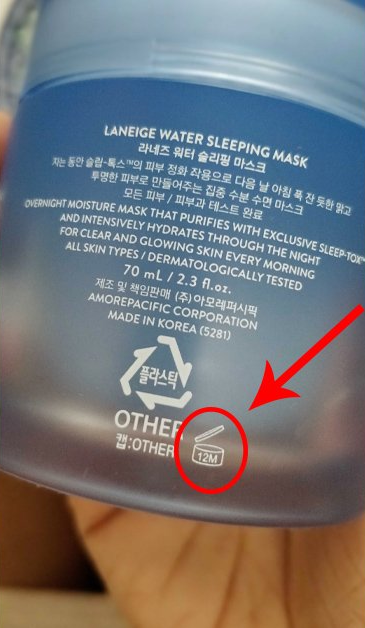 LANEIGE WATER SLEEPING MASK
라네즈 워터 슬리핑 마스크
자는 동안 슬립-톡스™의 피부 정화 작용으로 다음 날 아침 푹 잔 듯한 맑고
투명한 피부로 만들어주는 집중 수분 수면 마스크
모든 피부 / 피부과 테스트 완료
OVERNIGHT MOISTURE MASK THAT PURIFIES WITH EXCLUSIVE SLEEP-TOX™
AND INTENSIVELY HYDRATES THROUGH THE NIGHT
FOR CLEAR AND GLOWING SKIN EVERY MORNING
ALL SKIN TYPES / DERMATOLOGICALLY TESTED
70 mL / 2.3 fl.oz.
제조 및 책임판매 (주)아모레퍼시픽
AMOREPACIFIC CORPORATION
MADE IN KOREA (5281)
플라스틱
OTHER
캡:OTHER
12M